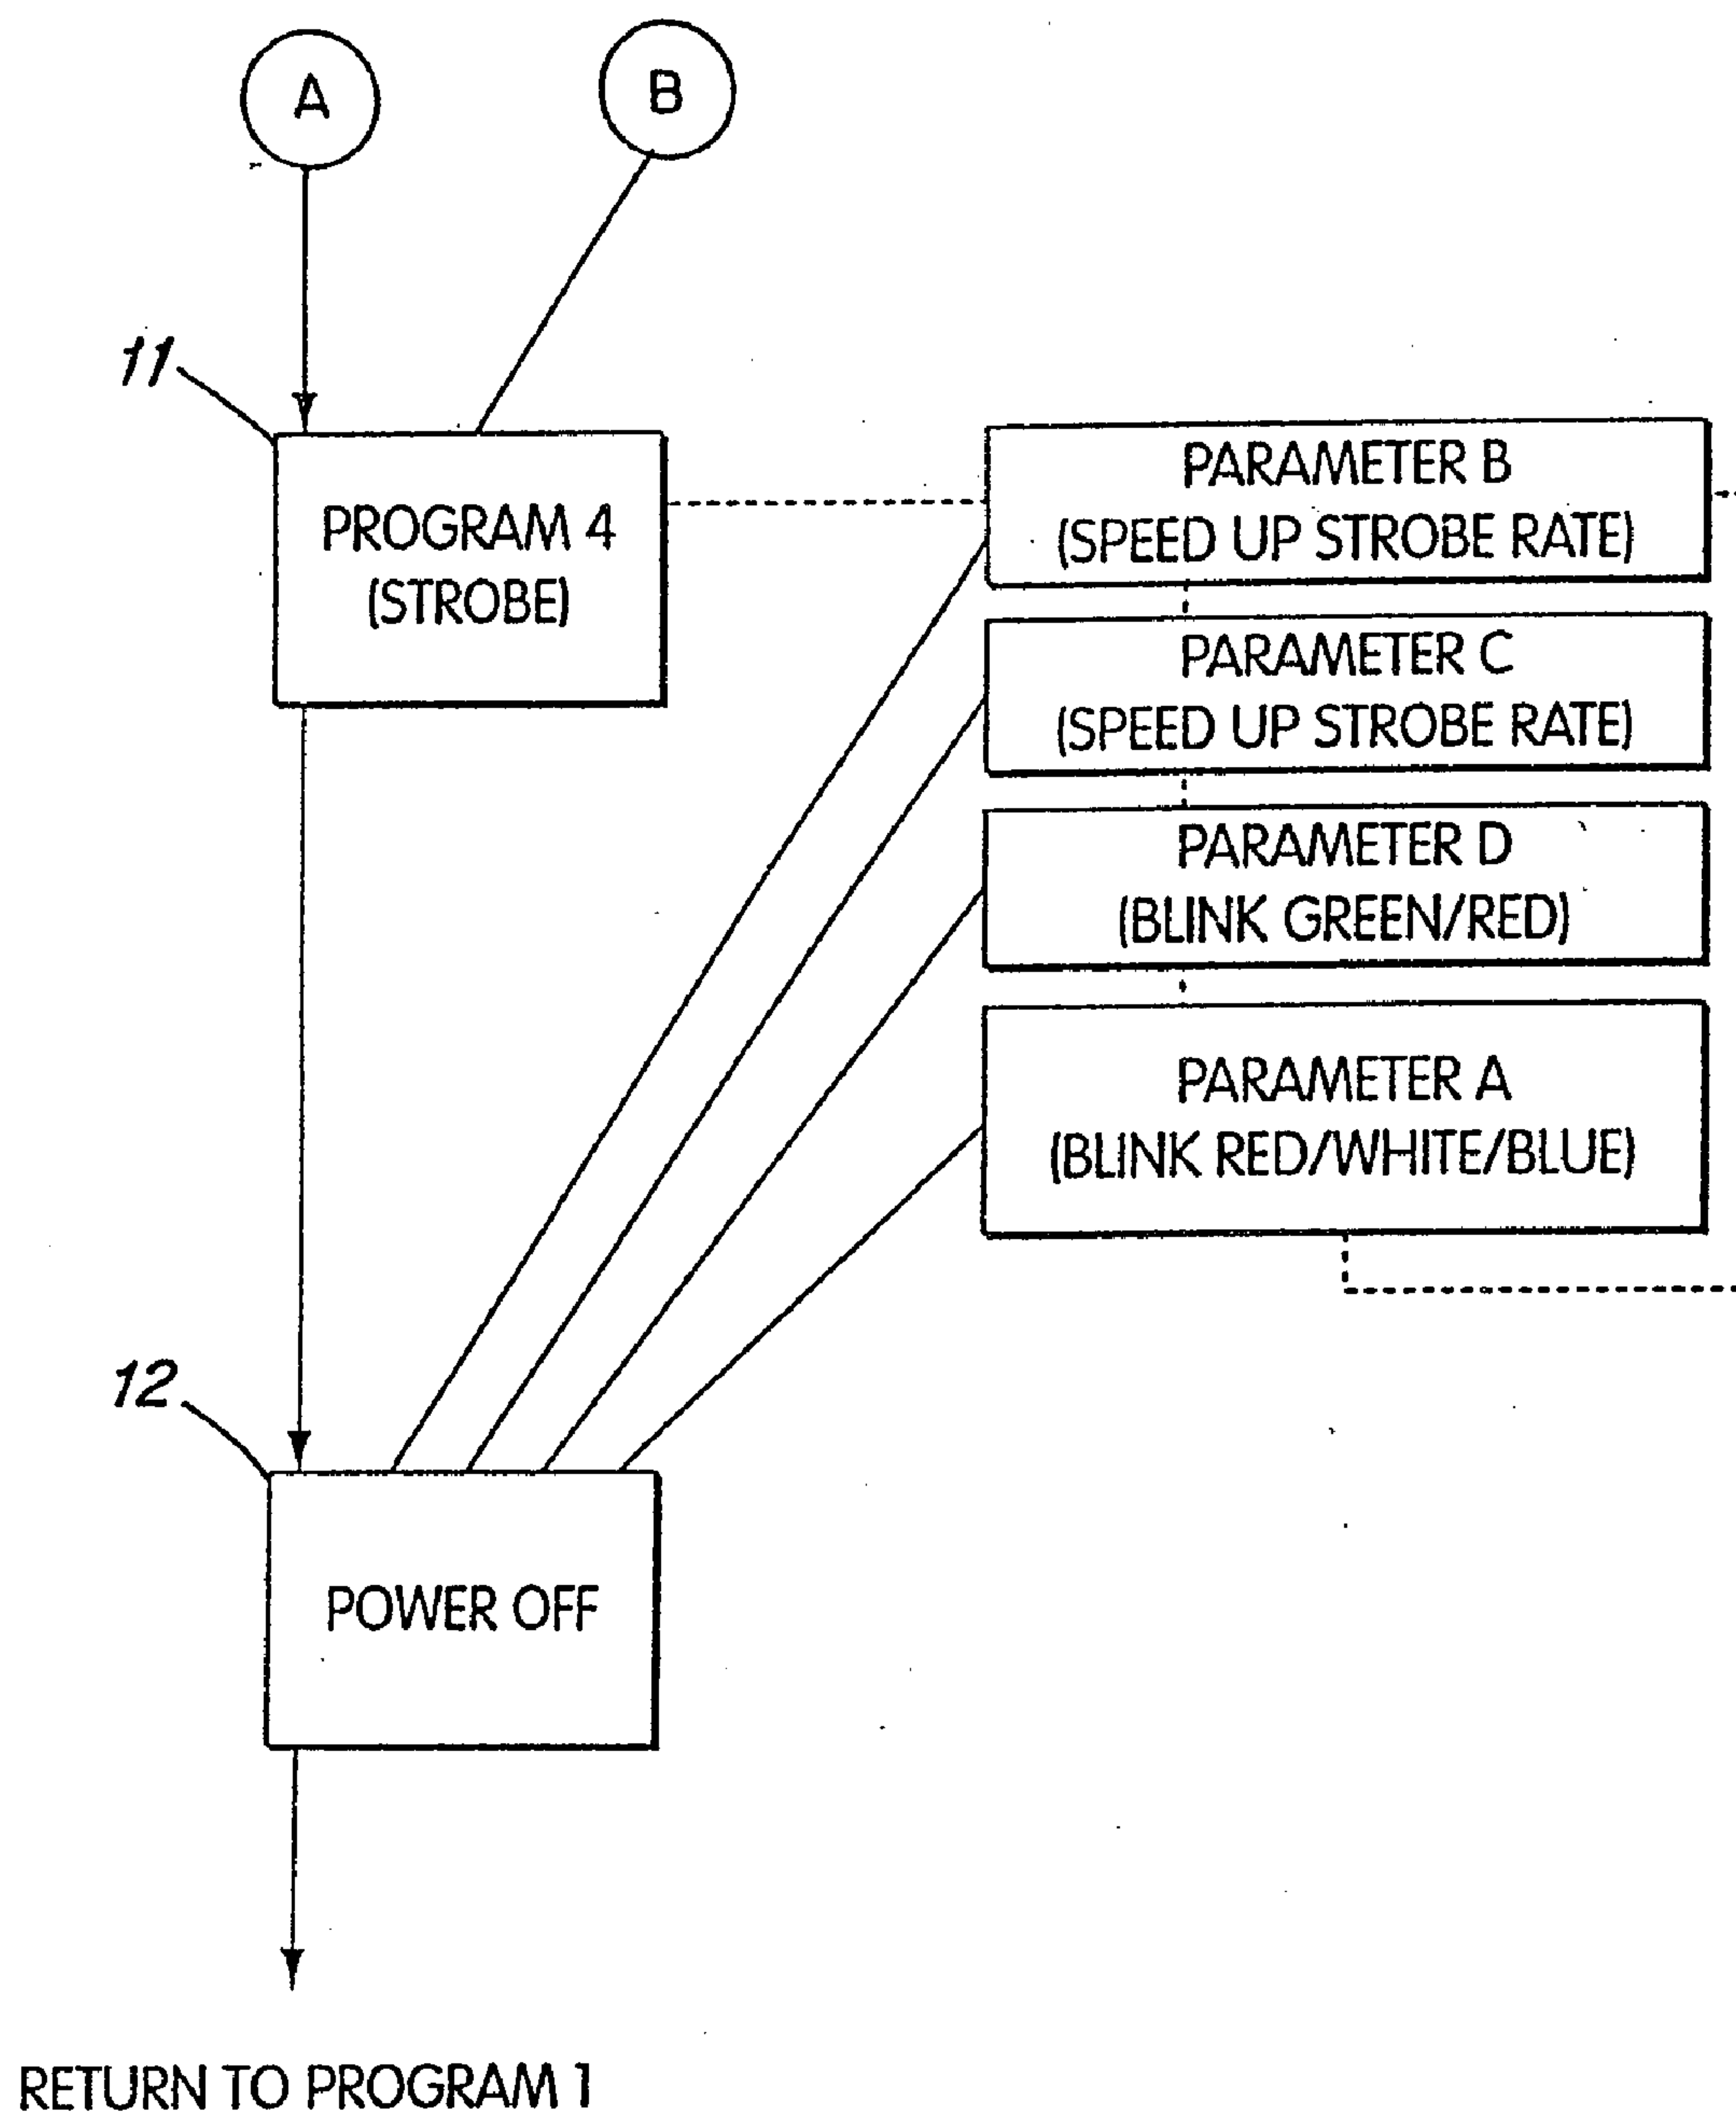 A
B
11
PROGRAM 4
(STROBE)
PARAMETER B
(SPEED UP STROBE RATE)
PARAMETER C
(SPEED UP STROBE RATE)
PARAMETER D
(BLINK GREEN/RED)
PARAMETER A
(BLINK RED/WHITE/BLUE)
12
POWER OFF
RETURN TO PROGRAM 1